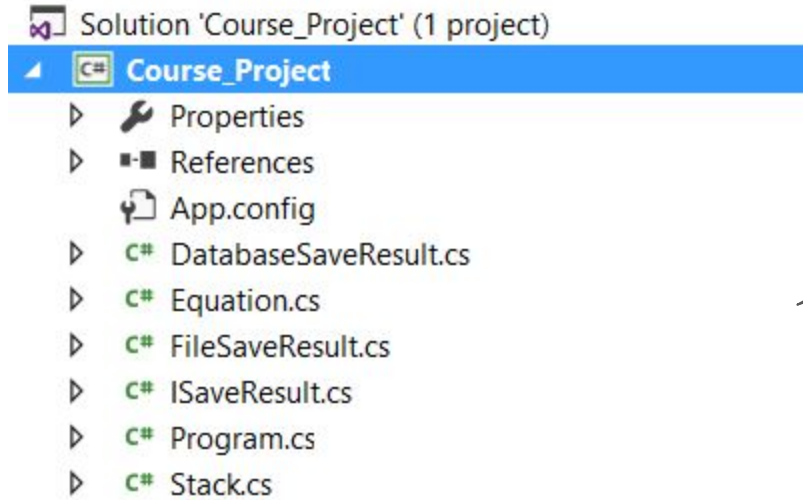 Solution 'Course_Project' (1 project)
C# Course_Project
Properties
References
App.config
C# DatabaseSaveResult.cs
C# Equation.cs
C# FileSaveResult.cs
C# ISaveResult.cs
C# Program.cs
C# Stack.cs